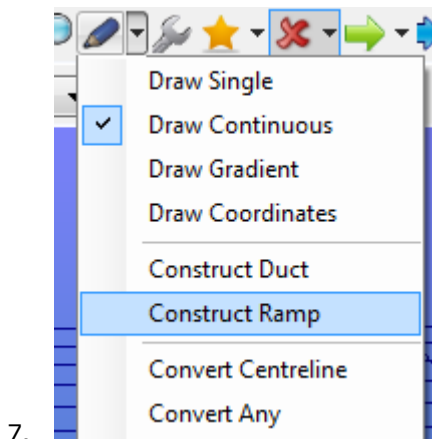 Draw Single
Draw Continuous
Draw Gradient
Draw Coordinates
Construct Duct
Construct Ramp
Convert Centreline
Convert Any
7.